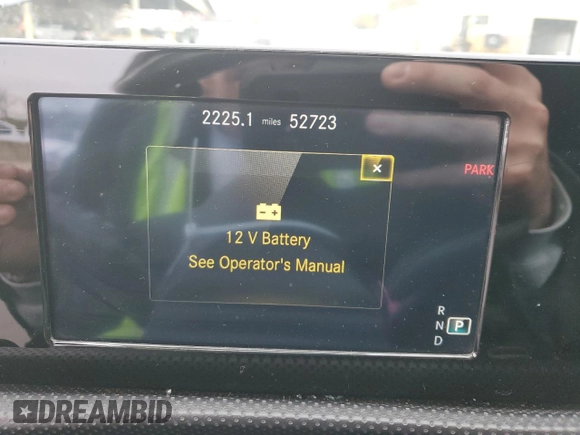 2225.1 miles 52723
×
PARK
12 V Battery
See Operator's Manual
R
N P
D
DREAMBID